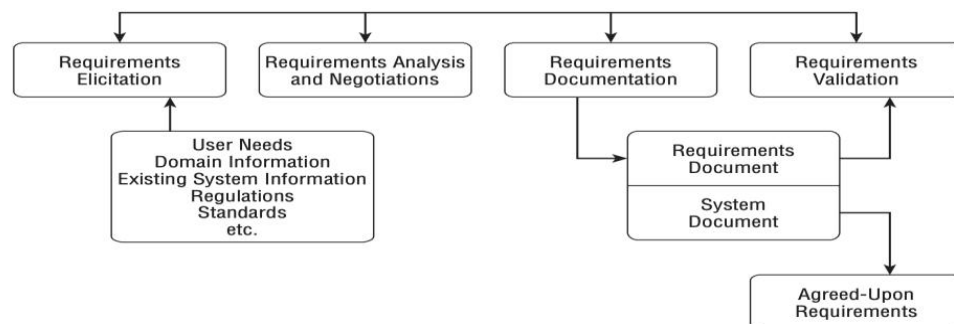 Requirements
Elicitation
Requirements Analysis
and Negotiations
Requirements
Documentation
Requirements
Validation
User Needs
Domain Information
Existing System Information
Regulations
Standards
etc.
Requirements
Document
System
Document
Agreed-Upon
Requirements